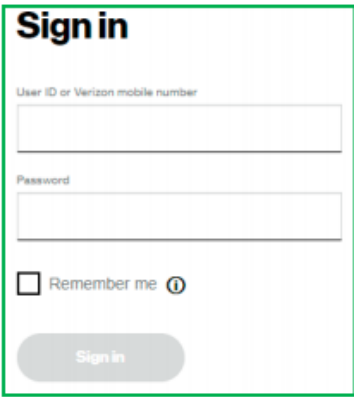 Sign in
User ID or Verizon mobile number
Password
Remember me
Sign in